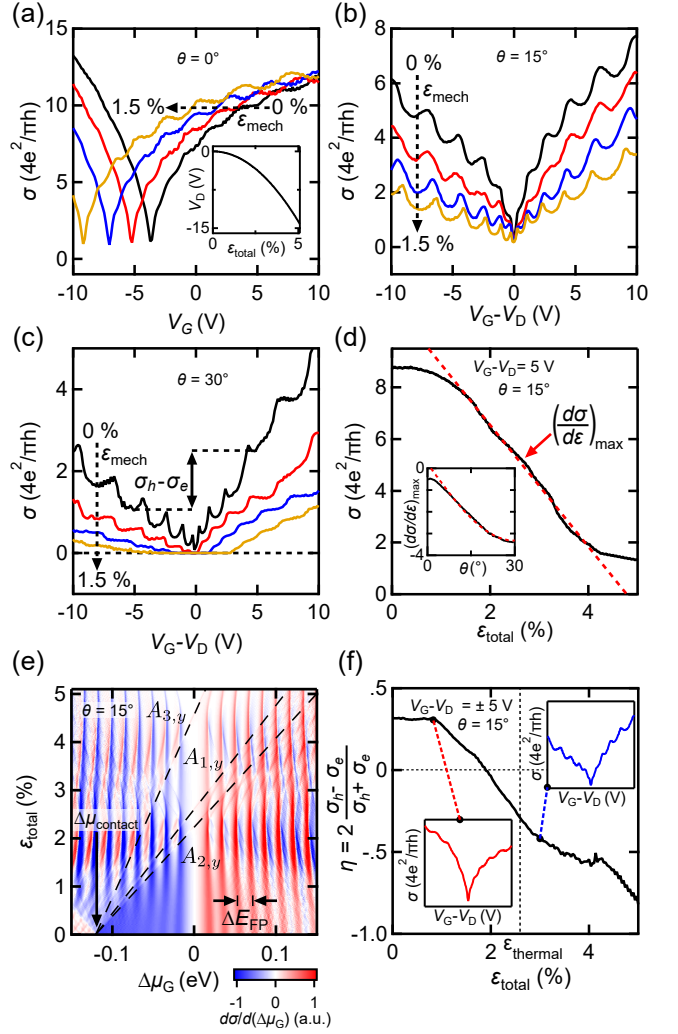 (a)
θ = 0°
1.5 %
0 %
ε_mech
σ (4e²/πh)
15
10
5
0
-10
-5
0
5
10
V_G (V)
V_D (V)
0
-15
0
5
ε_total (%)
(b)
θ = 15°
0 %
ε_mech
1.5 %
σ (4e²/πh)
8
6
4
2
0
-10
-5
0
5
10
V_G-V_D (V)
(c)
θ = 30°
0 %
ε_mech
σ_h–σ_e
1.5 %
σ (4e²/πh)
4
2
0
-10
-5
0
5
10
V_G-V_D (V)
(d)
V_G-V_D = 5 V
θ = 15°
(dσ/dε)_max
σ (4e²/πh)
8
4
0
0
2
4
ε_total (%)
(dσ/dε)_max
0
-4
0
30
θ(°)
(e)
θ = 15°
A_3,y
A_1,y
A_2,y
Δμ_contact
ΔE_FP
ε_total (%)
5
4
3
2
1
0
-0.1
0
0.1
Δμ_G (eV)
-1
0
1
dσ/d(Δμ_G) (a.u.)
(f)
V_G-V_D = ± 5 V
θ = 15°
η = 2 (σ_h- σ_e)/(σ_h+ σ_e)
.5
0
-.5
-1.0
σ (4e²/πh)
V_G-V_D (V)
σ (4e²/πh)
V_G-V_D (V)
ε_thermal
0
2
4
ε_total (%)